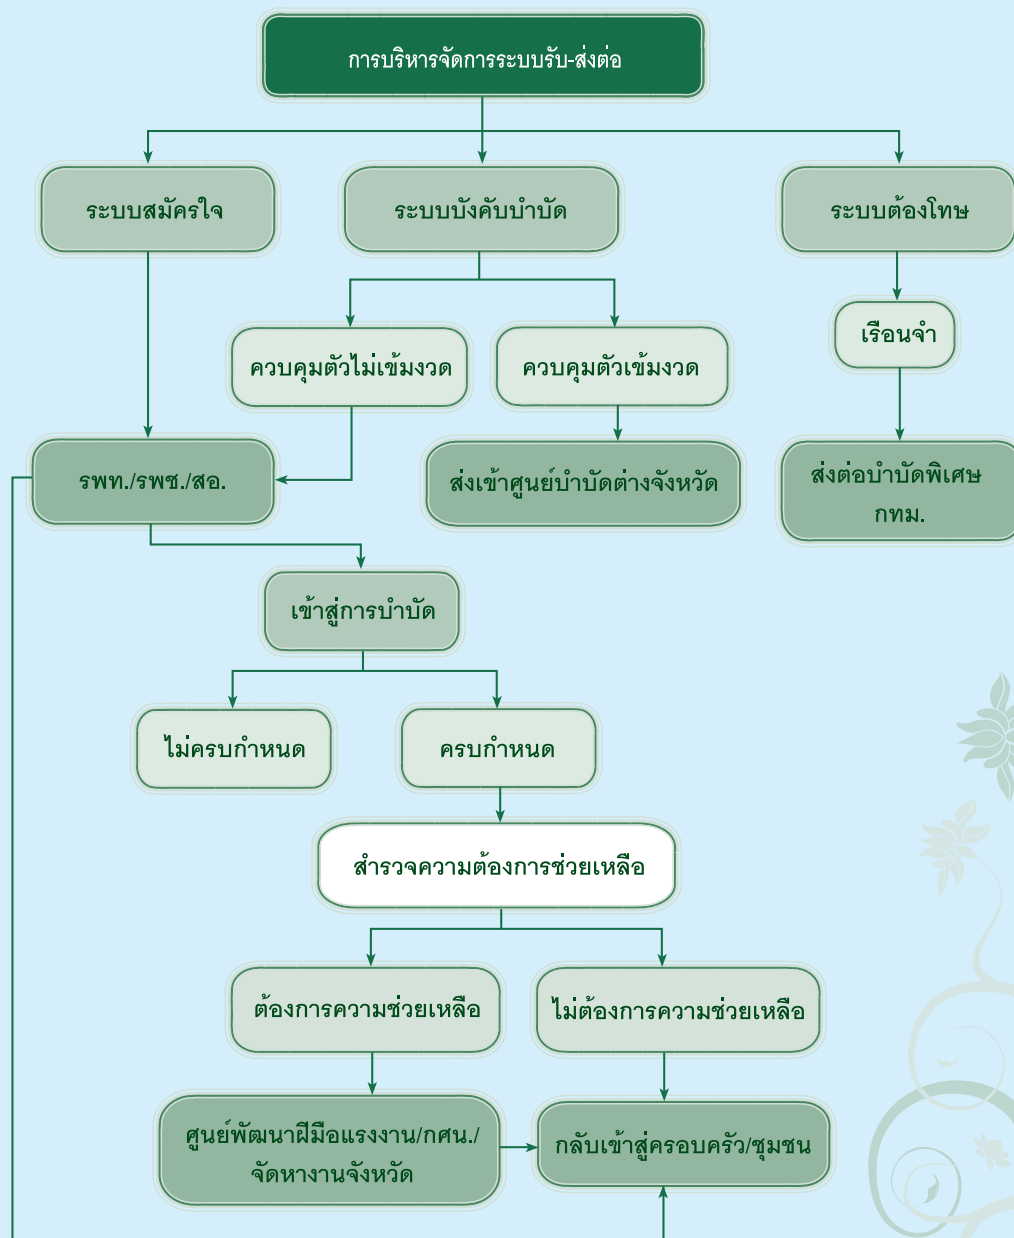 การบริหารจัดการระบบรับ-ส่งต่อ
ระบบสมัครใจ
ระบบบังคับบำบัด
ระบบต้องโทษ
เรือนจำ
ควบคุมตัวไม่เข้มงวด
ควบคุมตัวเข้มงวด
รพท./รพช./สอ.
ส่งเข้าศูนย์บำบัดต่างจังหวัด
ส่งต่อบำบัดพิเศษ
กทม.
เข้าสู่การบำบัด
ไม่ครบกำหนด
ครบกำหนด
สำรวจความต้องการช่วยเหลือ
ต้องการความช่วยเหลือ
ไม่ต้องการความช่วยเหลือ
ศูนย์พัฒนาฝีมือแรงงาน/กศน./
จัดหางานจังหวัด
กลับเข้าสู่ครอบครัว/ชุมชน